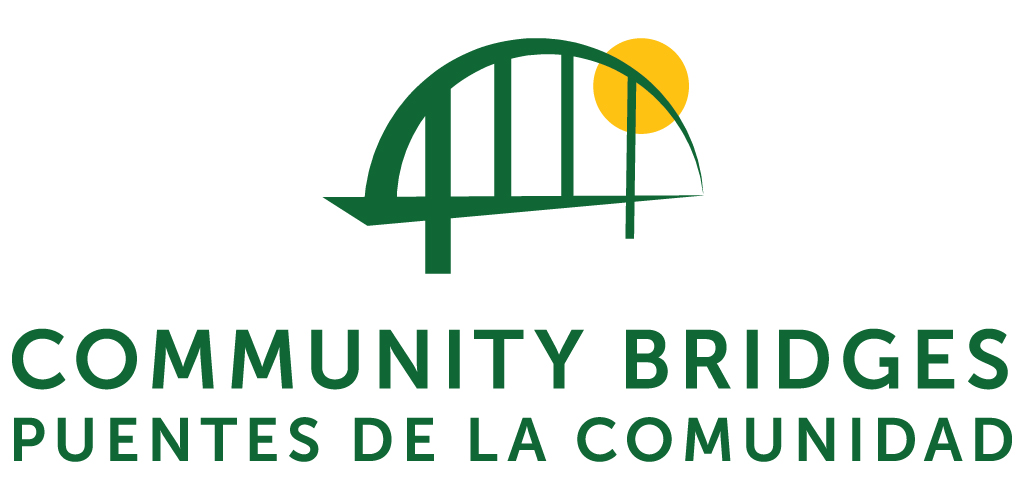 COMMUNITY BRIDGES
PUENTES DE LA COMUNIDAD